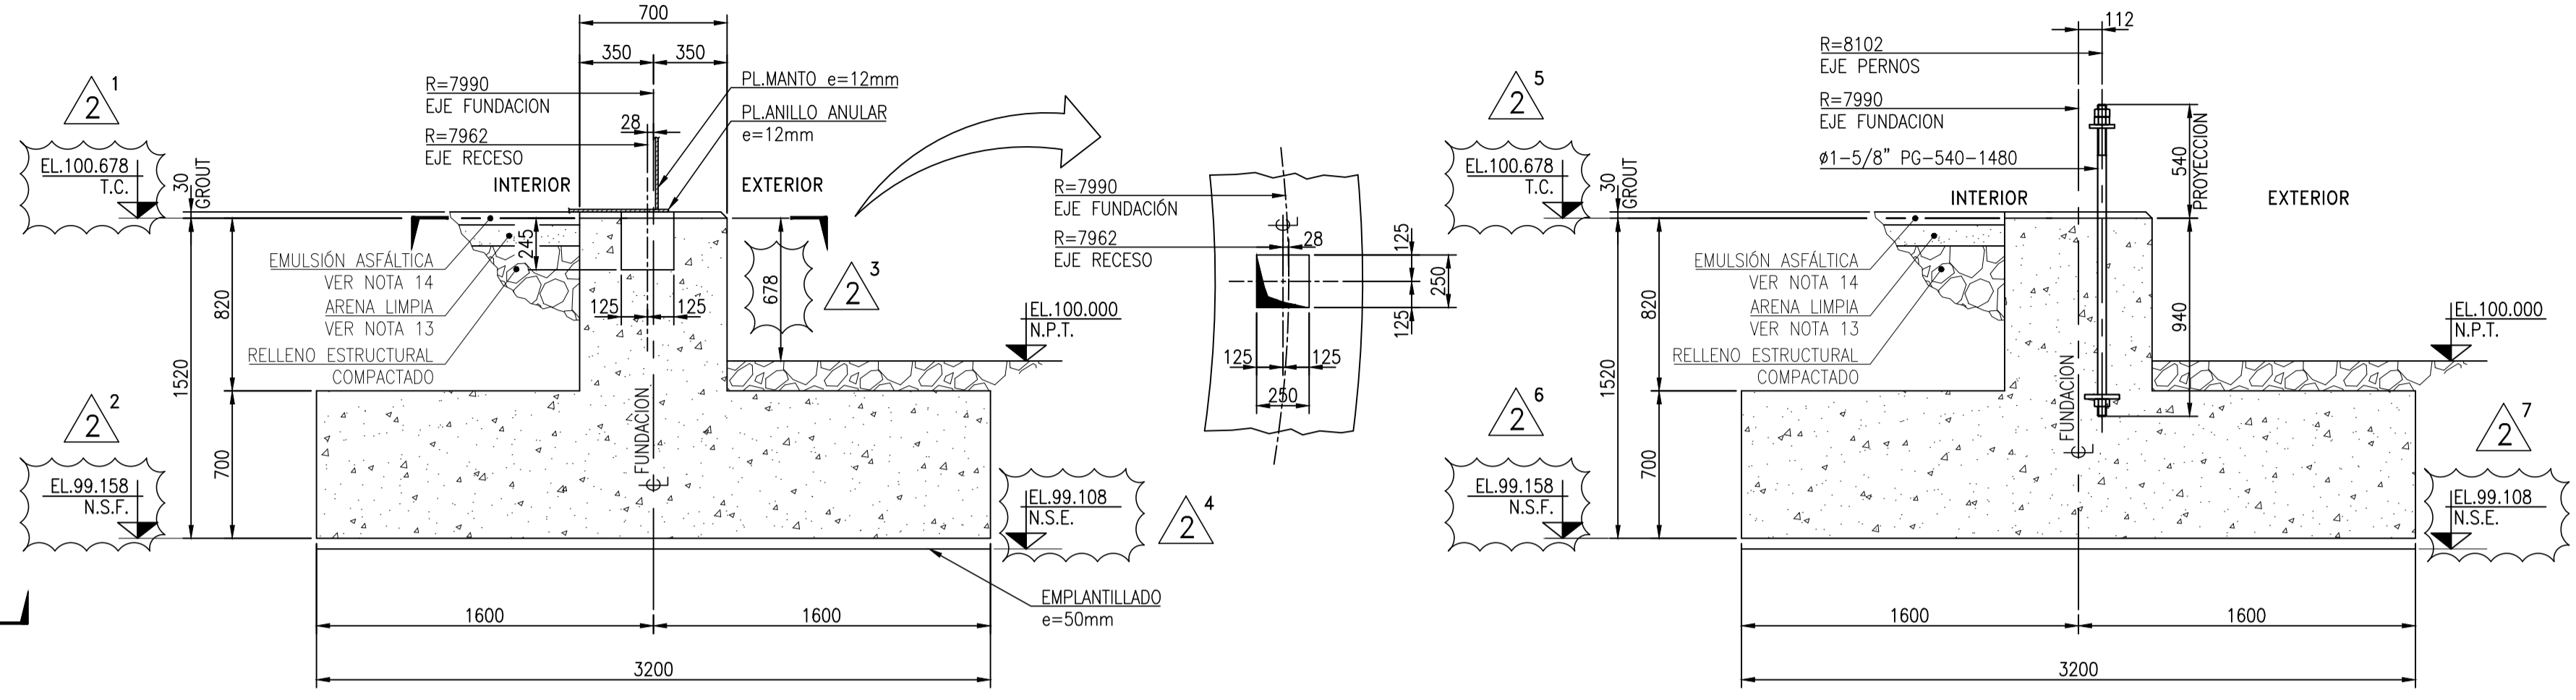 700
350
350
R=7990
EJE FUNDACION
R=7962
EJE RECESO
28
PL.MANTO e=12mm
PL.ANILLO ANULAR
e=12mm
2
1
EL.100.678
T.C.
30
GROUT
INTERIOR
EXTERIOR
245
EMULSIÓN ASFÁLTICA
VER NOTA 14
ARENA LIMPIA
VER NOTA 13
RELLENO ESTRUCTURAL
COMPACTADO
125
125
678
2
3
820
1520
700
EL.100.000
N.P.T.
2
2
EL.99.158
N.S.F.
FUNDACION
C
L
EL.99.108
N.S.E.
2
4
EMPLANTILLADO
e=50mm
1600
1600
3200
R=7990
EJE FUNDACIÓN
C
L
R=7962
EJE RECESO
28
125
250
125
125
125
250
112
R=8102
EJE PERNOS
R=7990
EJE FUNDACION
ø1-5/8" PG-540-1480
540
PROYECCION
2
5
EL.100.678
T.C.
30
GROUT
INTERIOR
EXTERIOR
EMULSIÓN ASFÁLTICA
VER NOTA 14
ARENA LIMPIA
VER NOTA 13
RELLENO ESTRUCTURAL
COMPACTADO
820
1520
700
940
EL.100.000
N.P.T.
2
6
EL.99.158
N.S.F.
FUNDACION
C
L
2
7
EL.99.108
N.S.E.
1600
1600
3200